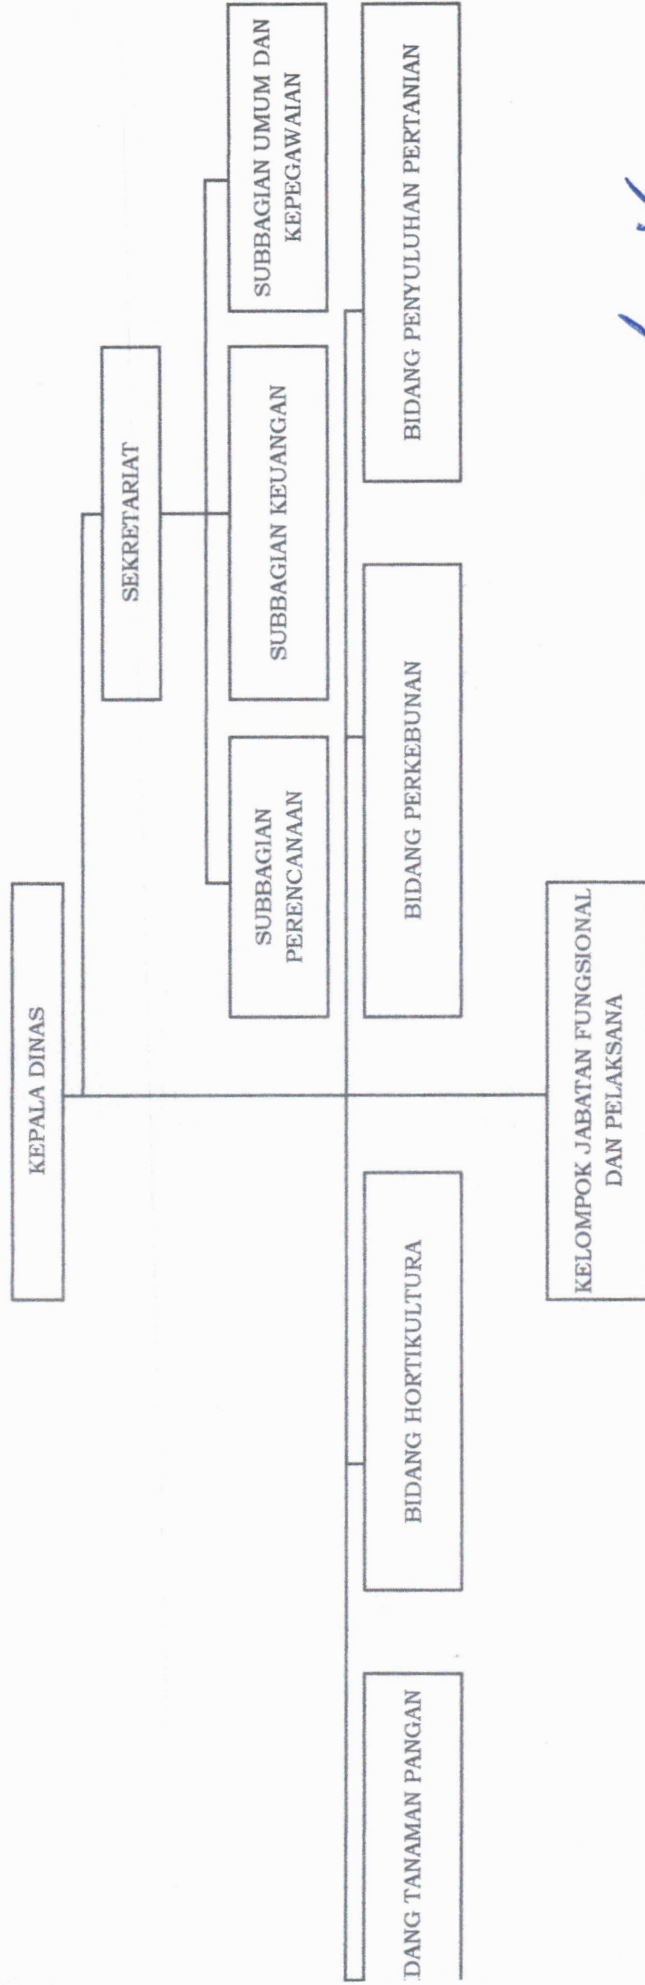 KEPALA DINAS
SEKRETARIAT
SUBBAGIAN
PERENCANAAN
SUBBAGIAN KEUANGAN
SUBBAGIAN UMUM DAN
KEPEGAWAIAN
DANG TANAMAN PANGAN
BIDANG HORTIKULTURA
BIDANG PERKEBUNAN
BIDANG PENYULUHAN PERTANIAN
KELOMPOK JABATAN FUNGSIONAL
DAN PELAKSANA